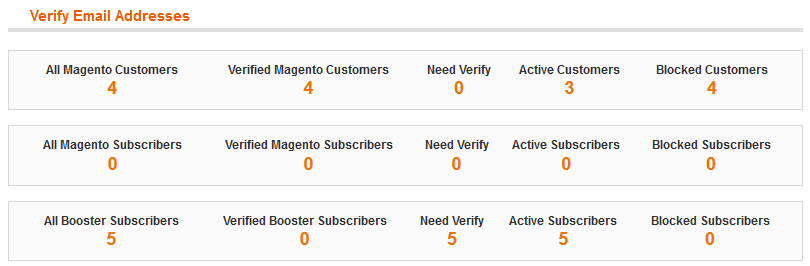 Verify Email Addresses
All Magento Customers Verified Magento Customers Need Verify Active Customers Blocked Customers
4 4 0 3 4
All Magento Subscribers Verified Magento Subscribers Need Verify Active Subscribers Blocked Subscribers
0 0 0 0 0
All Booster Subscribers Verified Booster Subscribers Need Verify Active Subscribers Blocked Subscribers
5 0 5 5 0